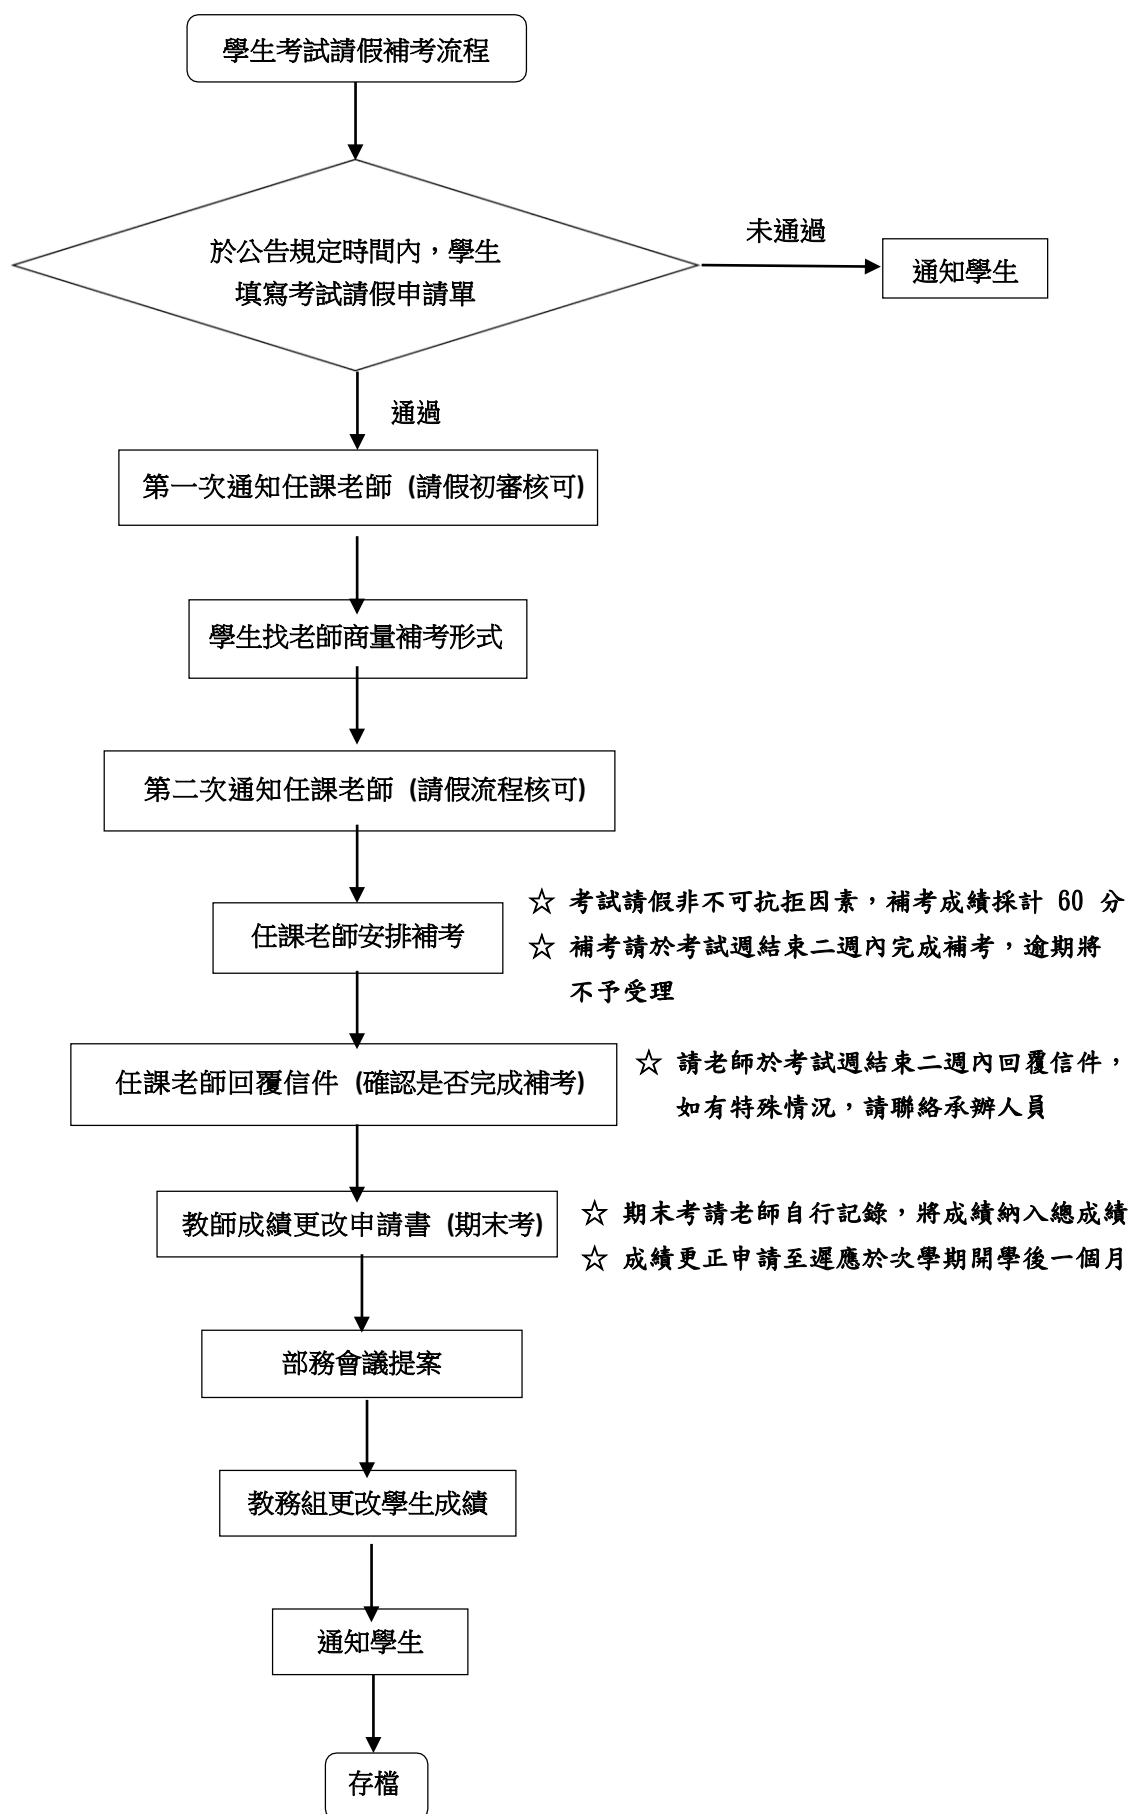 學生考試請假補考流程
於公告規定時間內，學生
填寫考試請假申請單
未通過
通知學生
通過
第一次通知任課老師 (請假初審核可)
學生找老師商量補考形式
第二次通知任課老師 (請假流程核可)
任課老師安排補考
☆ 考試請假非不可抗拒因素，補考成績採計 60 分
☆ 補考請於考試週結束二週內完成補考，逾期將
不予受理
任課老師回覆信件 (確認是否完成補考)
☆ 請老師於考試週結束二週內回覆信件，
如有特殊情況，請聯絡承辦人員
教師成績更改申請書 (期末考)
☆ 期末考請老師自行記錄，將成績納入總成績
☆ 成績更正申請至遲應於次學期開學後一個月
部務會議提案
教務組更改學生成績
通知學生
存檔